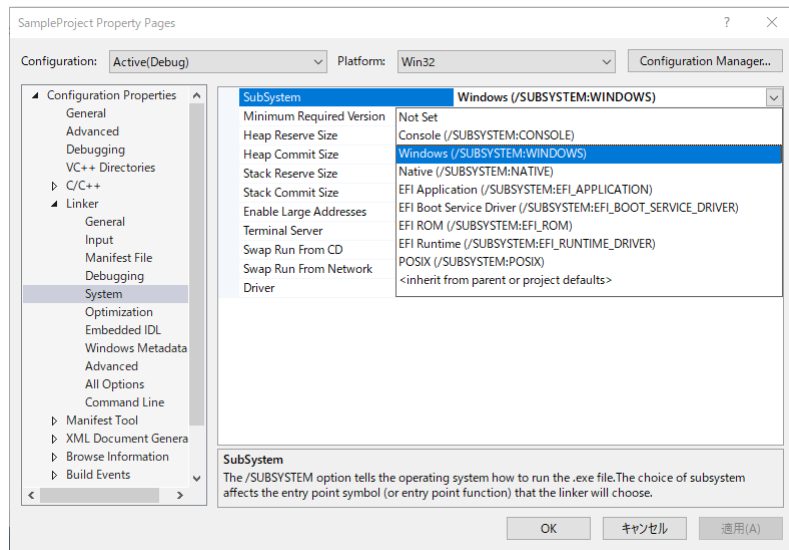 SampleProject Property Pages
Configuration: Active(Debug) Platform: Win32 Configuration Manager...
Configuration Properties
General
Advanced
Debugging
VC++ Directories
C/C++
Linker
General
Input
Manifest File
Debugging
System
Optimization
Embedded IDL
Windows Metadata
Advanced
All Options
Command Line
Manifest Tool
XML Document Genera
Browse Information
Build Events
SubSystem Windows (/SUBSYSTEM:WINDOWS)
Minimum Required Version
Heap Reserve Size
Heap Commit Size
Stack Reserve Size
Stack Commit Size
Enable Large Addresses
Terminal Server
Swap Run From CD
Swap Run From Network
Driver
Not Set
Console (/SUBSYSTEM:CONSOLE)
Windows (/SUBSYSTEM:WINDOWS)
Native (/SUBSYSTEM:NATIVE)
EFI Application (/SUBSYSTEM:EFI_APPLICATION)
EFI Boot Service Driver (/SUBSYSTEM:EFI_BOOT_SERVICE_DRIVER)
EFI ROM (/SUBSYSTEM:EFI_ROM)
EFI Runtime (/SUBSYSTEM:EFI_RUNTIME_DRIVER)
POSIX (/SUBSYSTEM:POSIX)
<inherit from parent or project defaults>
SubSystem
The /SUBSYSTEM option tells the operating system how to run the .exe file.The choice of subsystem
affects the entry point symbol (or entry point function) that the linker will choose.
OK キャンセル 適用(A)